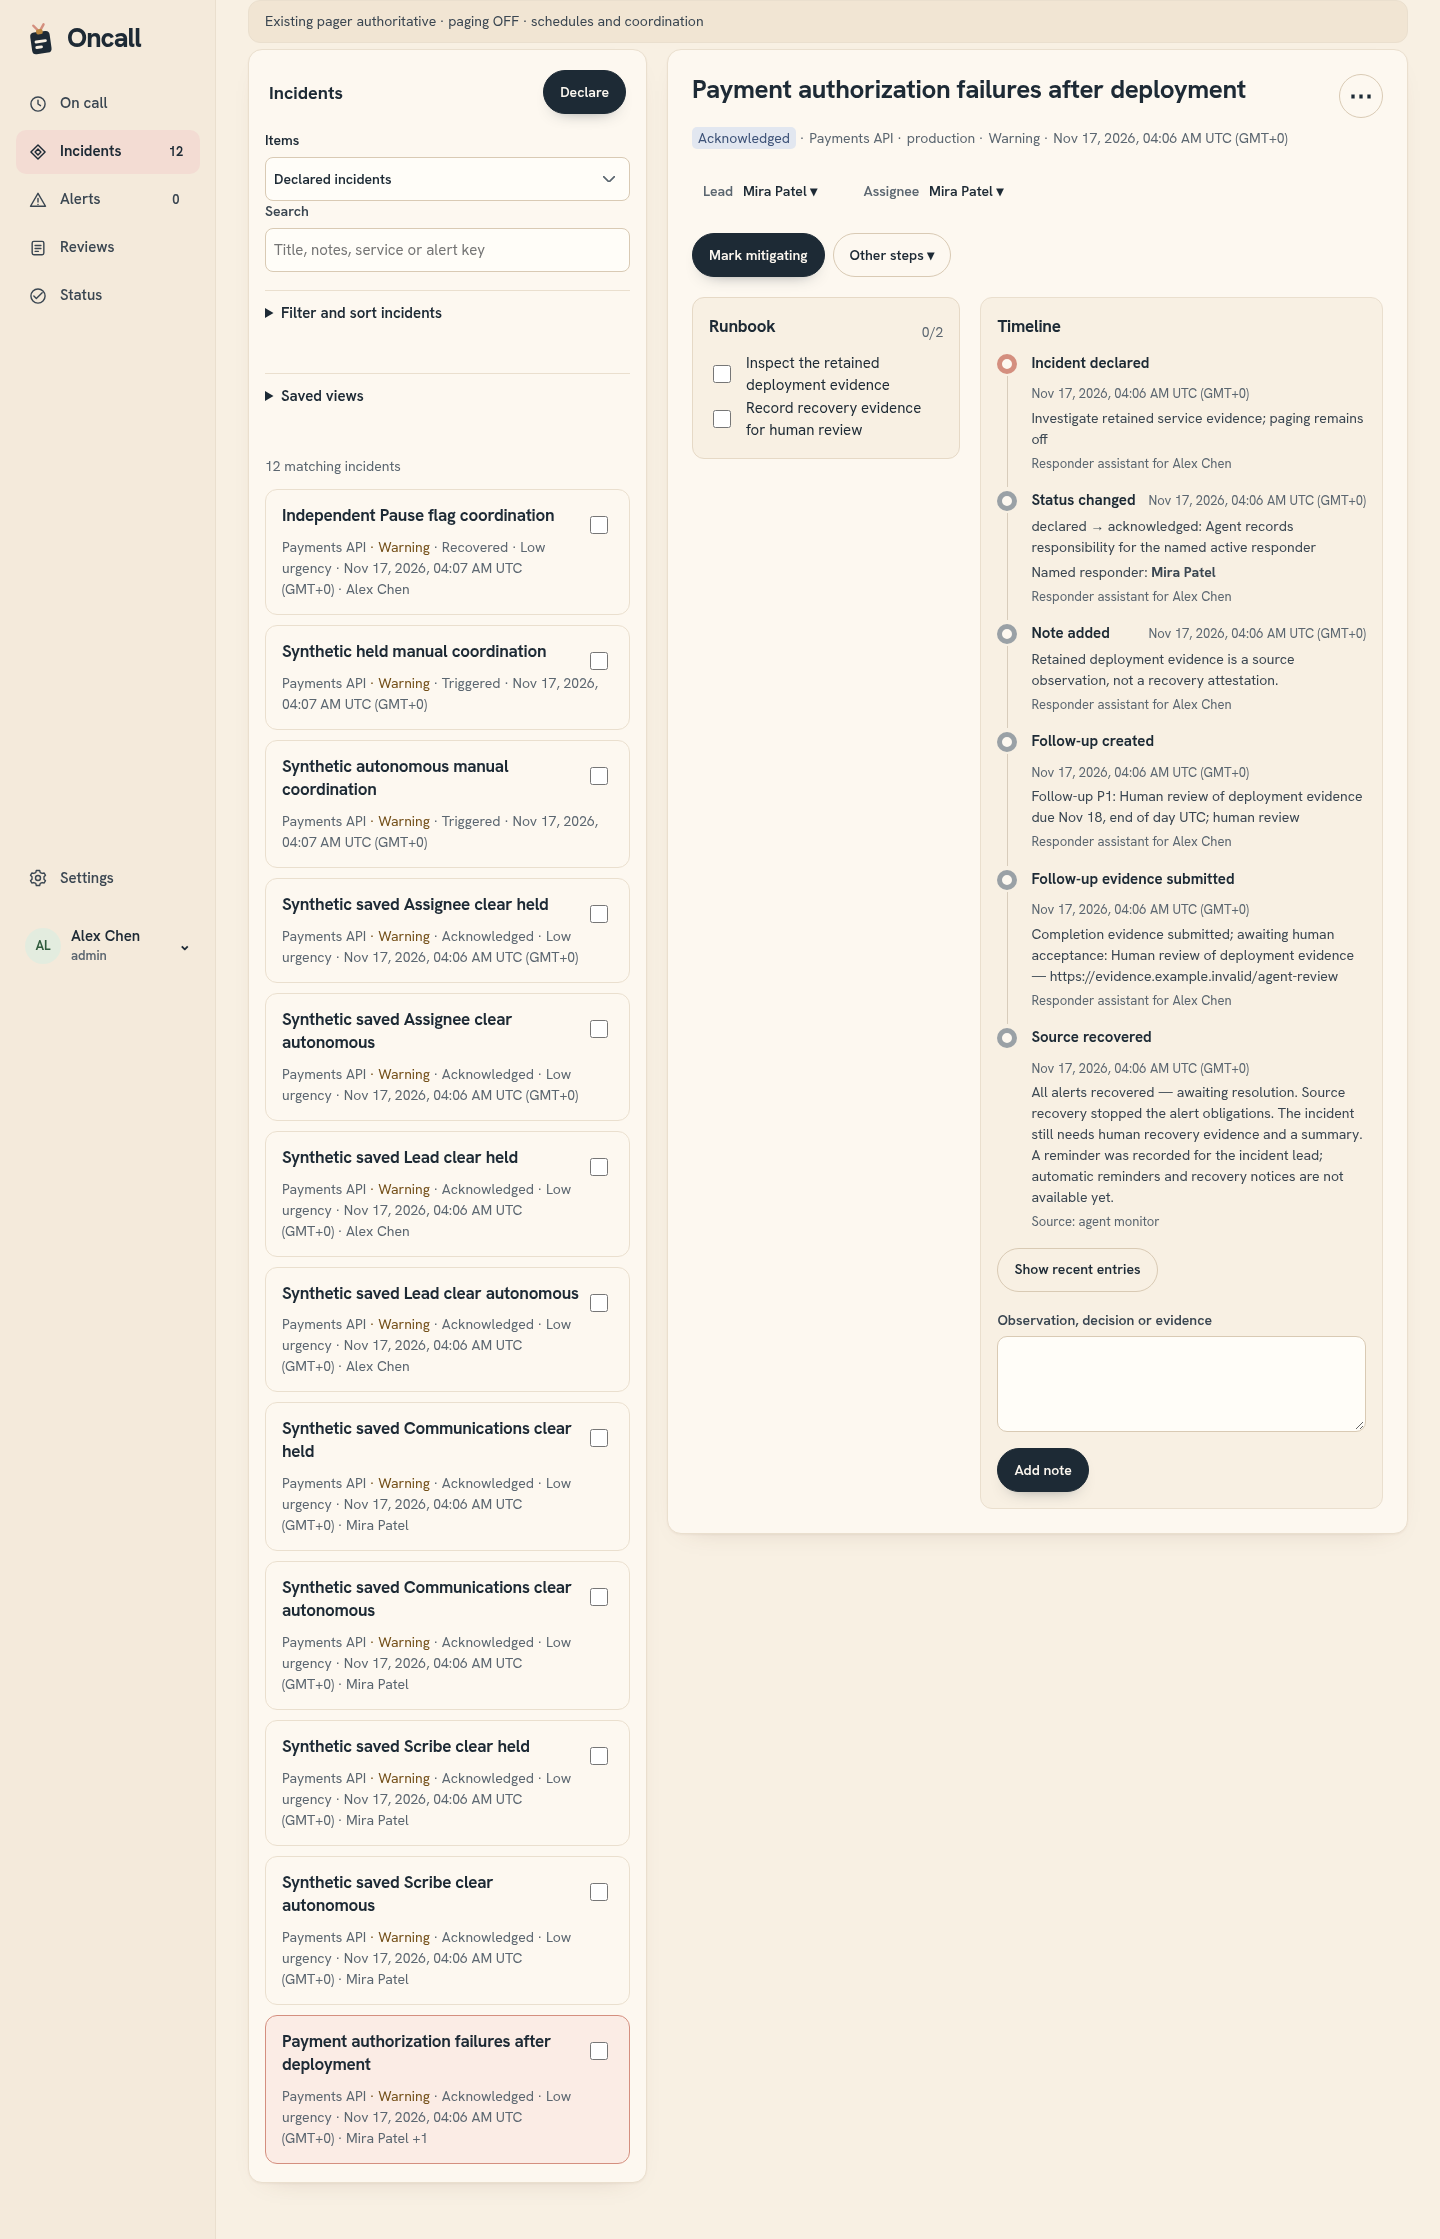 Oncall
On call
Incidents 12
Alerts 0
Reviews
Status
Settings
AL
Alex Chen
admin
Existing pager authoritative · paging OFF · schedules and coordination
Incidents
Declare
Items
Declared incidents
Search
Title, notes, service or alert key
Filter and sort incidents
Saved views
12 matching incidents
Independent Pause flag coordination
Payments API · Warning · Recovered · Low
urgency · Nov 17, 2026, 04:07 AM UTC
(GMT+0) · Alex Chen
Synthetic held manual coordination
Payments API · Warning · Triggered · Nov 17, 2026,
04:07 AM UTC (GMT+0)
Synthetic autonomous manual
coordination
Payments API · Warning · Triggered · Nov 17, 2026,
04:07 AM UTC (GMT+0)
Synthetic saved Assignee clear held
Payments API · Warning · Acknowledged · Low
urgency · Nov 17, 2026, 04:06 AM UTC (GMT+0)
Synthetic saved Assignee clear
autonomous
Payments API · Warning · Acknowledged · Low
urgency · Nov 17, 2026, 04:06 AM UTC (GMT+0)
Synthetic saved Lead clear held
Payments API · Warning · Acknowledged · Low
urgency · Nov 17, 2026, 04:06 AM UTC
(GMT+0) · Alex Chen
Synthetic saved Lead clear autonomous
Payments API · Warning · Acknowledged · Low
urgency · Nov 17, 2026, 04:06 AM UTC
(GMT+0) · Alex Chen
Synthetic saved Communications clear
held
Payments API · Warning · Acknowledged · Low
urgency · Nov 17, 2026, 04:06 AM UTC
(GMT+0) · Mira Patel
Synthetic saved Communications clear
autonomous
Payments API · Warning · Acknowledged · Low
urgency · Nov 17, 2026, 04:06 AM UTC
(GMT+0) · Mira Patel
Synthetic saved Scribe clear held
Payments API · Warning · Acknowledged · Low
urgency · Nov 17, 2026, 04:06 AM UTC
(GMT+0) · Mira Patel
Synthetic saved Scribe clear
autonomous
Payments API · Warning · Acknowledged · Low
urgency · Nov 17, 2026, 04:06 AM UTC
(GMT+0) · Mira Patel
Payment authorization failures after
deployment
Payments API · Warning · Acknowledged · Low
urgency · Nov 17, 2026, 04:06 AM UTC
(GMT+0) · Mira Patel +1
Payment authorization failures after deployment
Acknowledged · Payments API · production · Warning · Nov 17, 2026, 04:06 AM UTC (GMT+0)
Lead Mira Patel ▾ Assignee Mira Patel ▾
Mark mitigating
Other steps ▾
Runbook 0/2
Inspect the retained
deployment evidence
Record recovery evidence
for human review
Timeline
Incident declared
Nov 17, 2026, 04:06 AM UTC (GMT+0)
Investigate retained service evidence; paging remains
off
Responder assistant for Alex Chen
Status changed Nov 17, 2026, 04:06 AM UTC (GMT+0)
declared → acknowledged: Agent records
responsibility for the named active responder
Named responder: Mira Patel
Responder assistant for Alex Chen
Note added Nov 17, 2026, 04:06 AM UTC (GMT+0)
Retained deployment evidence is a source
observation, not a recovery attestation.
Responder assistant for Alex Chen
Follow-up created
Nov 17, 2026, 04:06 AM UTC (GMT+0)
Follow-up P1: Human review of deployment evidence
due Nov 18, end of day UTC; human review
Responder assistant for Alex Chen
Follow-up evidence submitted
Nov 17, 2026, 04:06 AM UTC (GMT+0)
Completion evidence submitted; awaiting human
acceptance: Human review of deployment evidence
— https://evidence.example.invalid/agent-review
Responder assistant for Alex Chen
Source recovered
Nov 17, 2026, 04:06 AM UTC (GMT+0)
All alerts recovered — awaiting resolution. Source
recovery stopped the alert obligations. The incident
still needs human recovery evidence and a summary.
A reminder was recorded for the incident lead;
automatic reminders and recovery notices are not
available yet.
Source: agent monitor
Show recent entries
Observation, decision or evidence
Add note